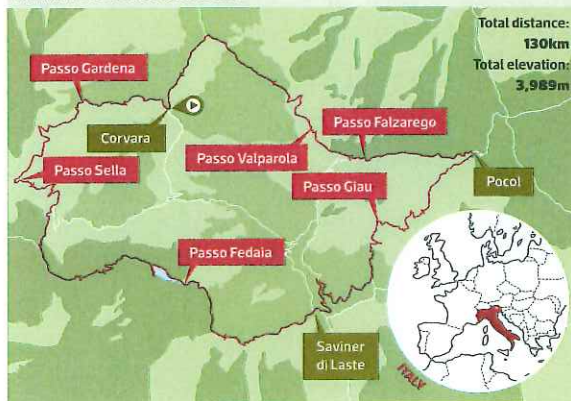 Total distance:
130km
Total elevation:
3,989m
Passo Gardena
Corvara
Passo Falzarego
Passo Valparola
Passo Sella
Pocol
Passo Giau
Passo Fedaia
Saviner
di Laste
ITALY